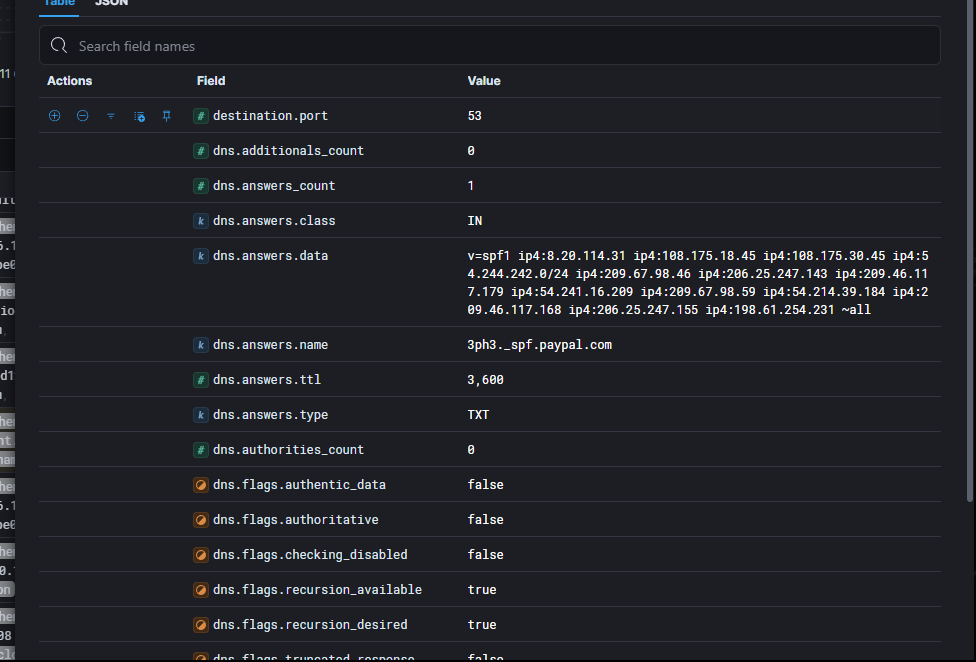 Table JSON
Search field names
Actions Field Value
destination.port 53
dns.additionals_count 0
dns.answers_count 1
dns.answers.class IN
dns.answers.data v=spf1 ip4:8.20.114.31 ip4:108.175.18.45 ip4:108.175.30.45 ip4:5
4.244.242.0/24 ip4:209.67.98.46 ip4:206.25.247.143 ip4:209.46.11
7.179 ip4:54.241.16.209 ip4:209.67.98.59 ip4:54.214.39.184 ip4:2
09.46.117.168 ip4:206.25.247.155 ip4:198.61.254.231 ~all
dns.answers.name 3ph3._spf.paypal.com
dns.answers.ttl 3,600
dns.answers.type TXT
dns.authorities_count 0
dns.flags.authentic_data false
dns.flags.authoritative false
dns.flags.checking_disabled false
dns.flags.recursion_available true
dns.flags.recursion_desired true
dns.flags.truncated_response false